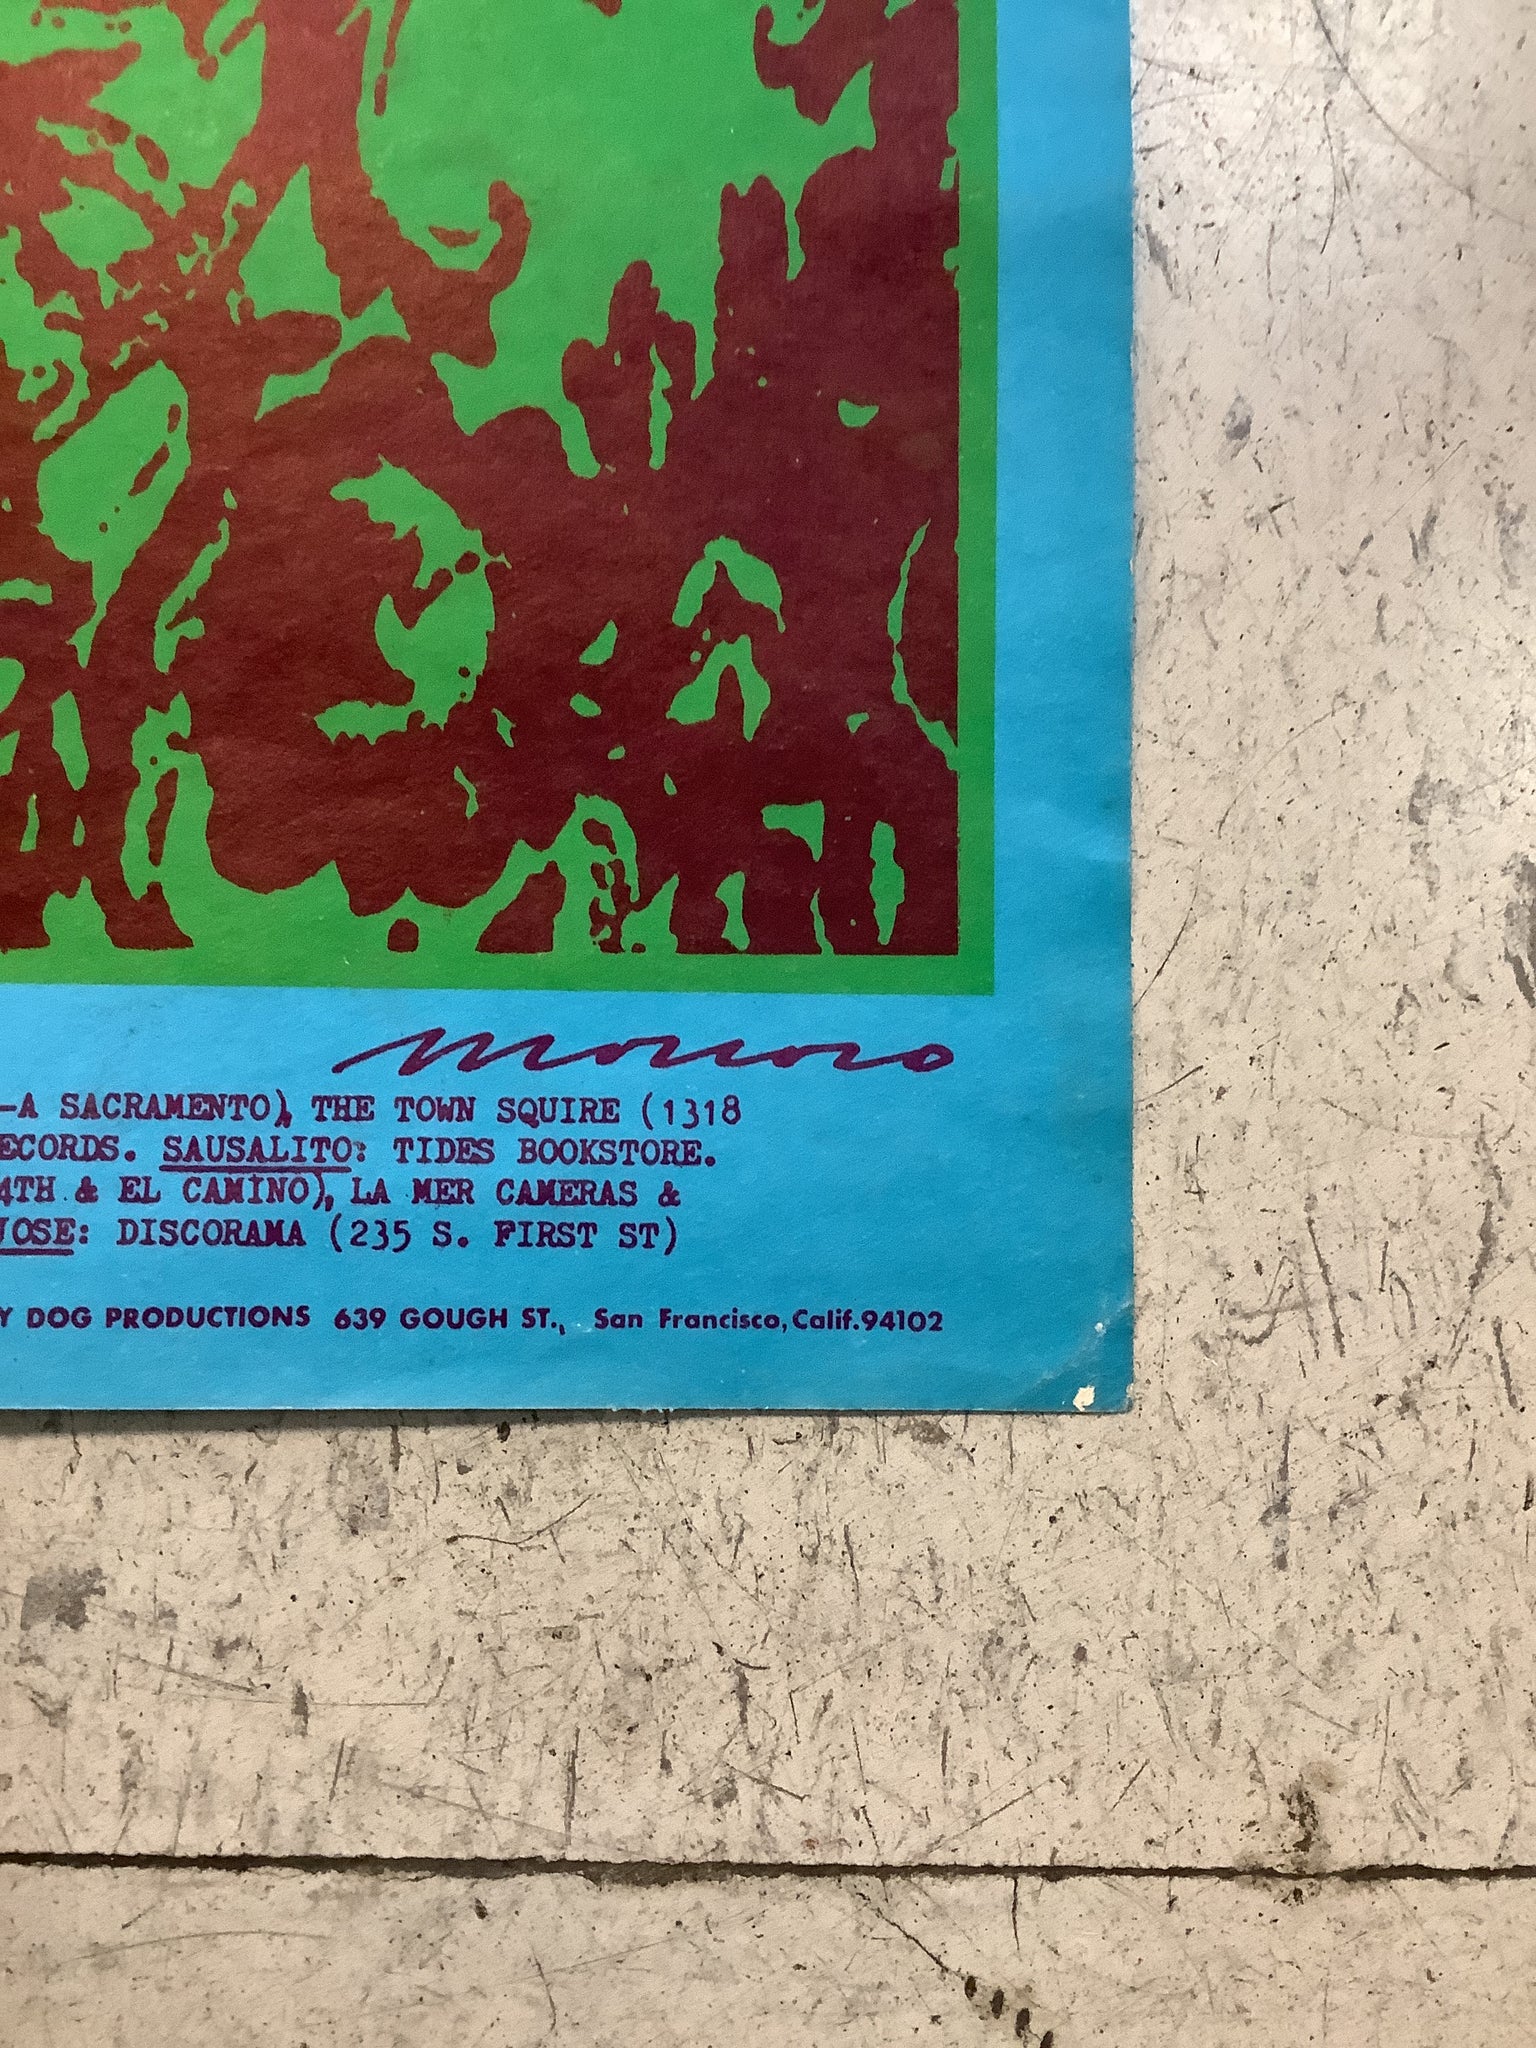 moscoso
-A SACRAMENTO), THE TOWN SQUIRE (1318
ECORDS. SAUSALITO: TIDES BOOKSTORE.
4TH & EL CAMINO), LA MER CAMERAS &
JOSE: DISCORAMA (235 S. FIRST ST)
Y DOG PRODUCTIONS 639 GOUGH ST., San Francisco, Calif. 94102